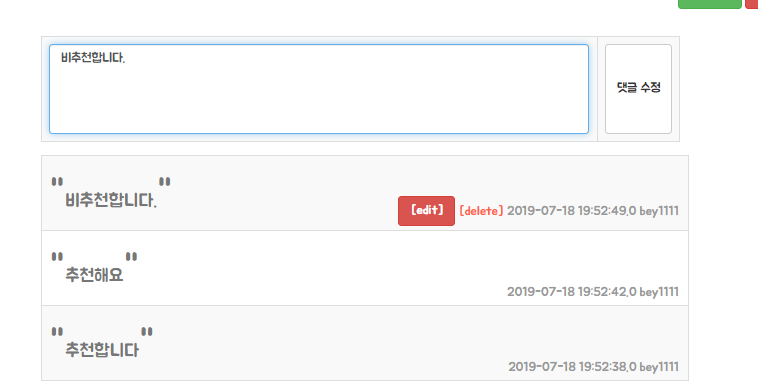 비추천합니다.
댓글 수정
"비추천합니다."
[edit] [delete] 2019-07-18 19:52:49.0 bey1111
"추천해요"
2019-07-18 19:52:42.0 bey1111
"추천합니다"
2019-07-18 19:52:38.0 bey1111